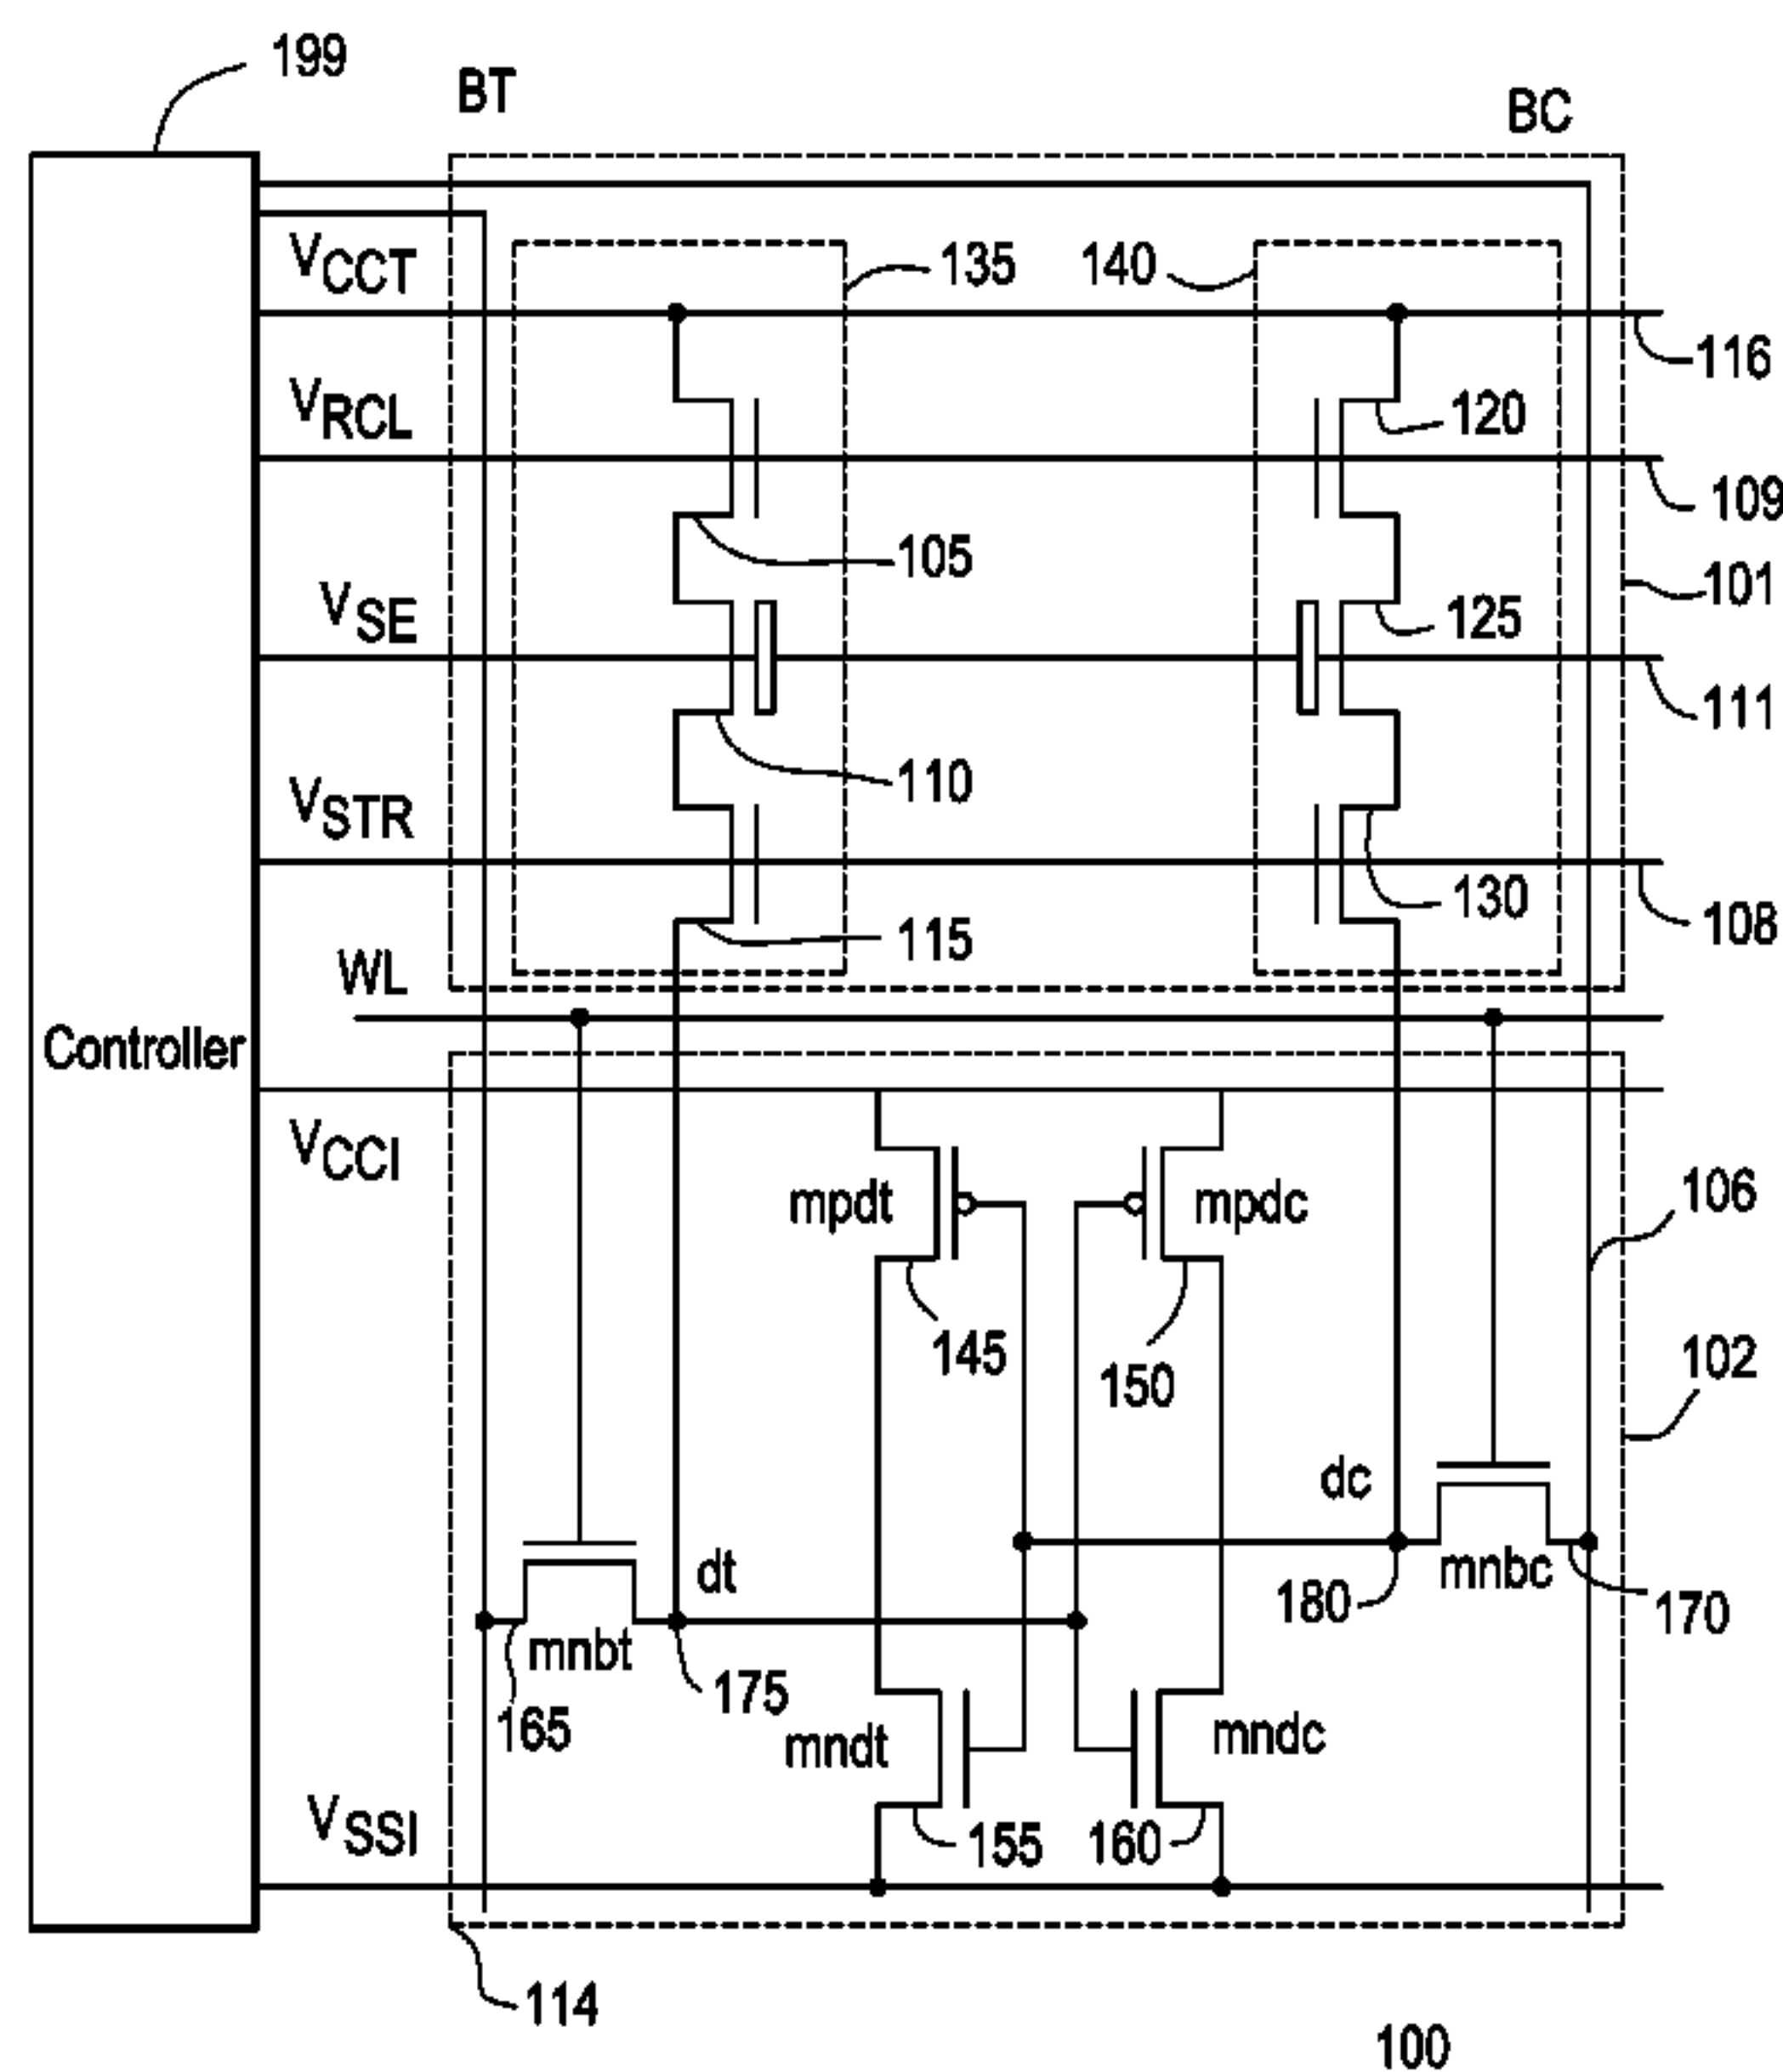 199
BT
BC
VCCT
135
140
116
VRCL
120
109
105
101
VSE
125
111
110
VSTR
130
115
108
WL
Controller
VCCI
mpdt
mpdc
106
145
150
102
dc
dt
mnbc
180
170
mnbt
175
165
mndt
mndc
VSSI
155
160
114
100